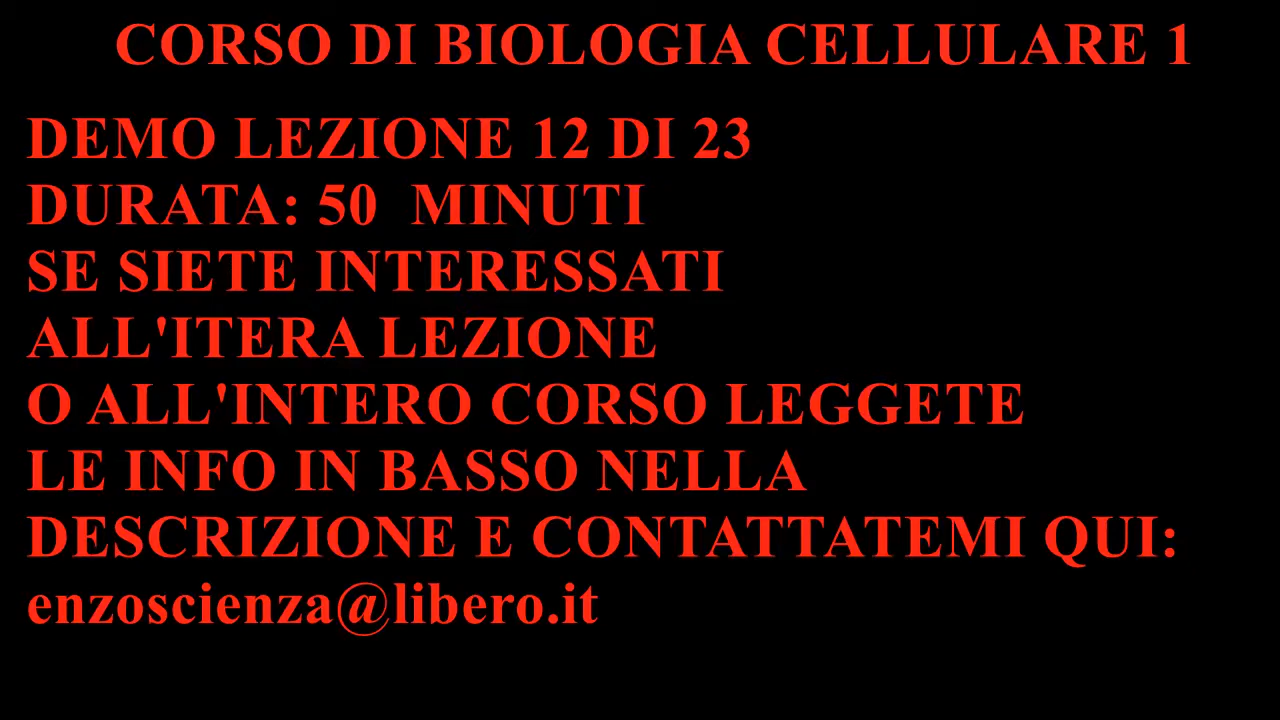 CORSO DI BIOLOGIA CELLULARE 1
DEMO LEZIONE 12 DI 23
DURATA: 50 MINUTI
SE SIETE INTERESSATI
ALL'ITERA LEZIONE
O ALL'INTERO CORSO LEGGETE
LE INFO IN BASSO NELLA
DESCRIZIONE E CONTATTATEMI QUI:
enzoscienza@libero.it